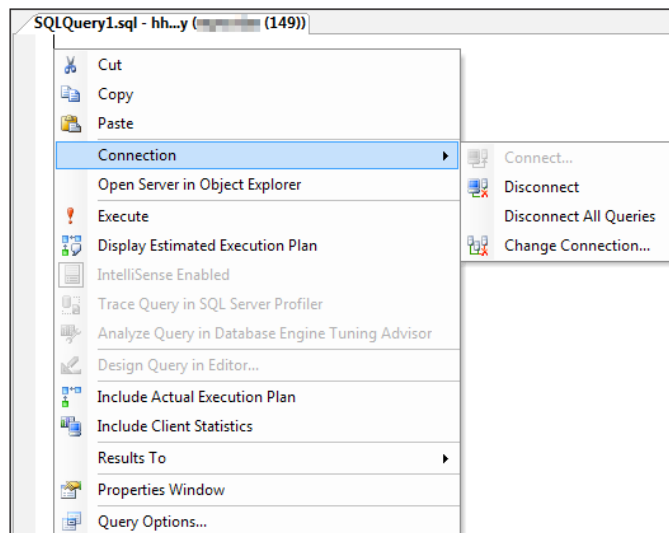 SQLQuery1.sql - hh...y ( (149))
Cut
Copy
Paste
Connection
Open Server in Object Explorer
Execute
Display Estimated Execution Plan
IntelliSense Enabled
Trace Query in SQL Server Profiler
Analyze Query in Database Engine Tuning Advisor
Design Query in Editor...
Include Actual Execution Plan
Include Client Statistics
Results To
Properties Window
Query Options...
Connect...
Disconnect
Disconnect All Queries
Change Connection...